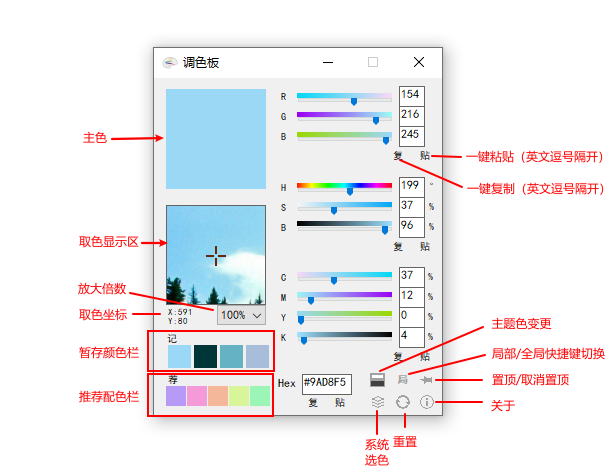 调色板
R 154
G 216
B 245
复 贴
主色
一键粘贴（英文逗号隔开）
一键复制（英文逗号隔开）
H 199 °
S 37 %
B 96 %
复 贴
取色显示区
C 37 %
M 12 %
Y 0 %
K 4 %
复 贴
放大倍数
取色坐标
X:591
Y:80
100%
记
暂存颜色栏
荐
推荐配色栏
Hex #9AD8F5
复 贴
局
主题色变更
局部/全局快捷键切换
置顶/取消置顶
关于
系统
选色
重置